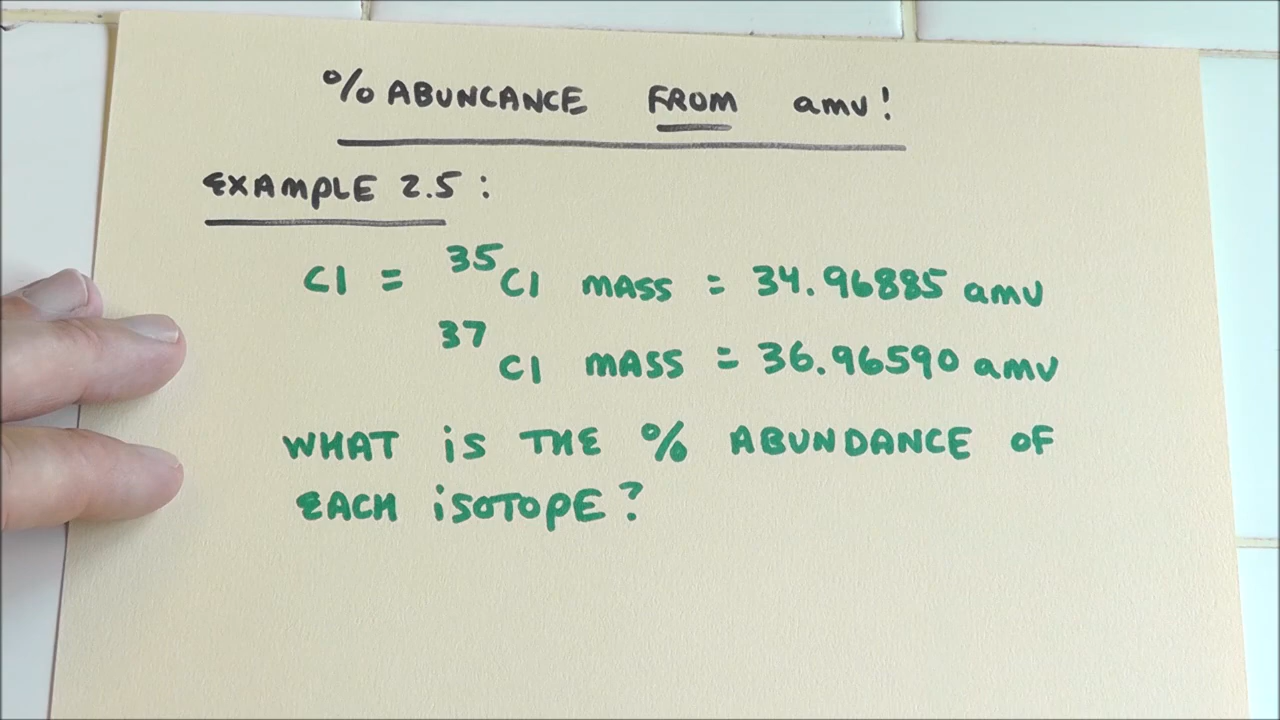 % ABUNCANCE FROM amu!
EXAMPLE 2.5:
Cl = 35Cl MASS = 34.96885 amu
37Cl MASS = 36.96590 amu
WHAT iS THE % ABUNDANCE OF
EACH iSOTOPE?